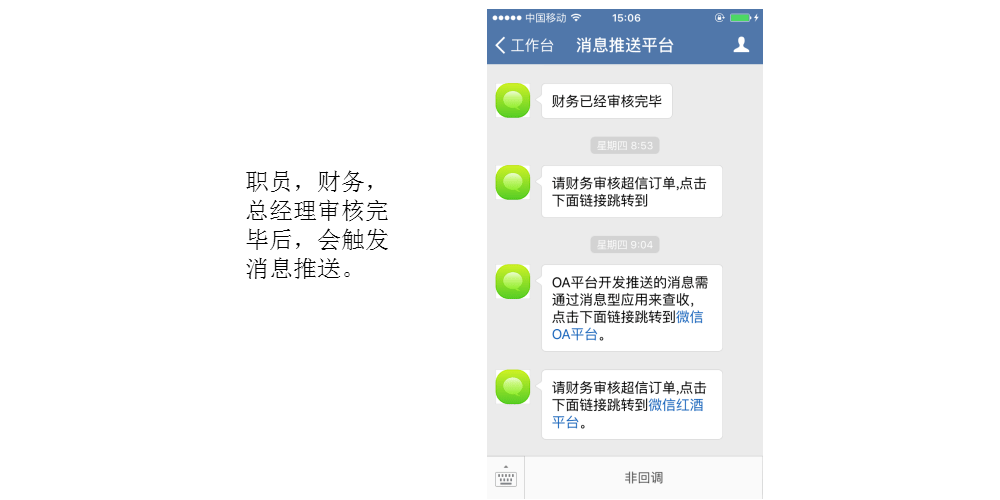 职员，财务，
总经理审核完
毕后，会触发
消息推送。
中国移动
15:06
工作台
消息推送平台
财务已经审核完毕
星期四 8:53
请财务审核超信订单,点击
下面链接跳转到
星期四 9:04
OA平台开发推送的消息需
通过消息型应用来查收，
点击下面链接跳转到微信
OA平台。
请财务审核超信订单,点击
下面链接跳转到微信红酒
平台。
非回调